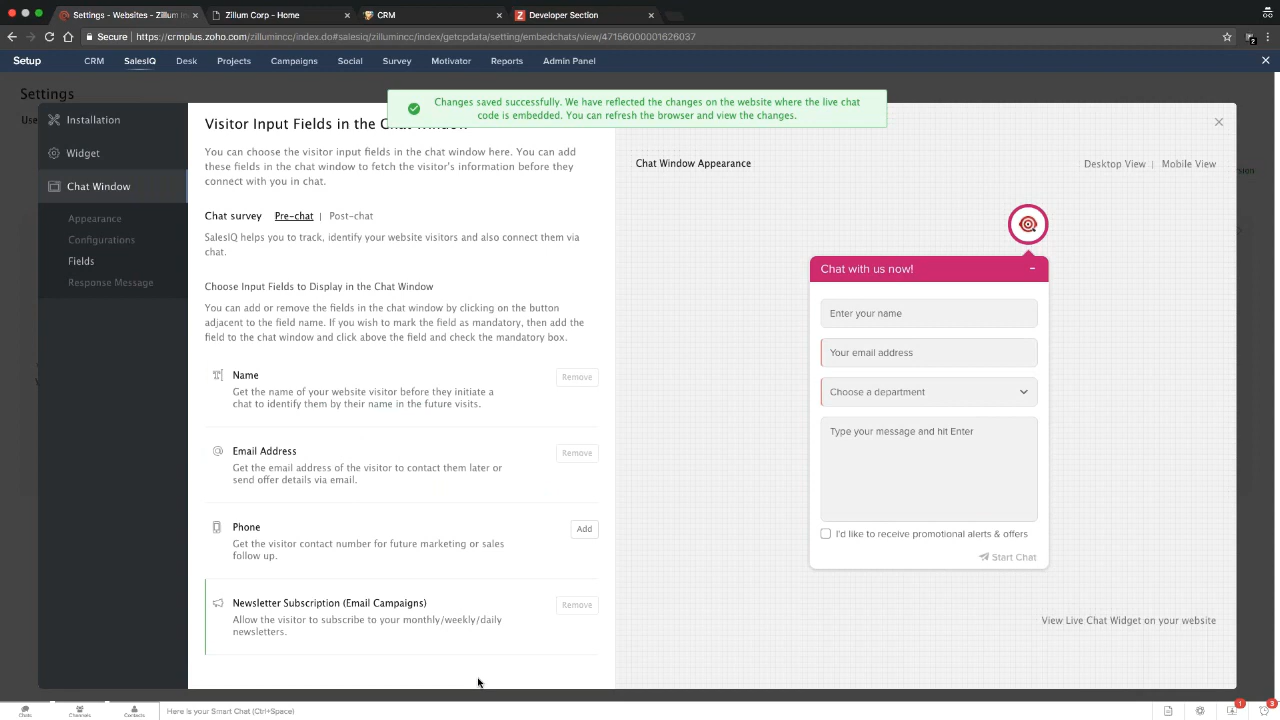 Settings - Websites - Zillum In
Zillum Corp - Home
CRM
Developer Section
Secure
https://crmplus.zoho.com/zillumincc/index.do#salesiq/zillumincc/index/getcpdata/setting/embedchats/view/47156000001626037
2
Setup
CRM
SalesIQ
Desk
Projects
Campaigns
Social
Survey
Motivator
Reports
Admin Panel
Settings
Changes saved successfully. We have reflected the changes on the website where the live chat
code is embedded. You can refresh the browser and view the changes.
Installation
Widget
Chat Window
Appearance
Configurations
Fields
Response Message
Visitor Input Fields in the Chat Window
You can choose the visitor input fields in the chat window here. You can add
these fields in the chat window to fetch the visitor's information before they
connect with you in chat.
Chat survey Pre-chat | Post-chat
SalesIQ helps you to track, identify your website visitors and also connect them via
chat.
Choose Input Fields to Display in the Chat Window
You can add or remove the fields in the chat window by clicking on the button
adjacent to the field name. If you wish to mark the field as mandatory, then add the
field to the chat window and click above the field and check the mandatory box.
Name
Get the name of your website visitor before they initiate a
chat to identify them by their name in the future visits.
Remove
Email Address
Get the email address of the visitor to contact them later or
send offer details via email.
Remove
Phone
Get the visitor contact number for future marketing or sales
follow up.
Add
Newsletter Subscription (Email Campaigns)
Allow the visitor to subscribe to your monthly/weekly/daily
newsletters.
Remove
Chat Window Appearance
Desktop View | Mobile View
Chat with us now!
Enter your name
Your email address
Choose a department
Type your message and hit Enter
I'd like to receive promotional alerts & offers
Start Chat
View Live Chat Widget on your website
Chats
Channels
Contacts
Here is your Smart Chat (Ctrl+Space)
1
3